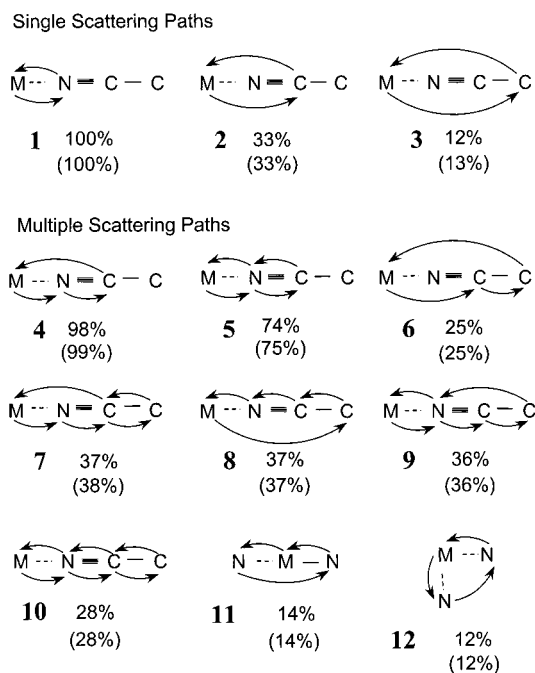 Single Scattering Paths
M --- N ≡ C — C M --- N ≡ C — C M --- N ≡ C — C
1 100% 2 33% 3 12%
(100%) (33%) (13%)
Multiple Scattering Paths
M --- N ≡ C — C M --- N ≡ C — C M --- N ≡ C — C
4 98% 5 74% 6 25%
(99%) (75%) (25%)
M --- N ≡ C — C M --- N ≡ C — C M --- N ≡ C — C
7 37% 8 37% 9 36%
(38%) (37%) (36%)
M --- N ≡ C — C N --- M — N M --- N
N
10 28% 11 14% 12 12%
(28%) (14%) (12%)